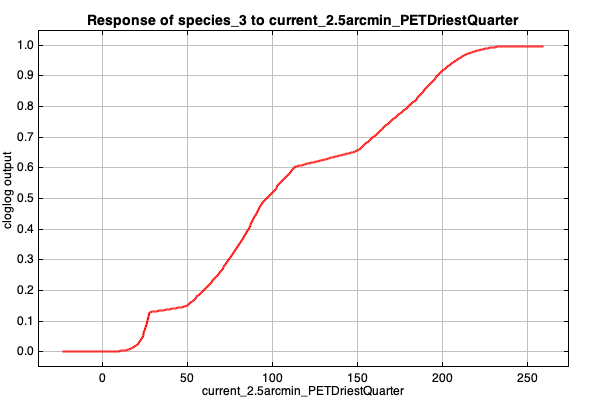 Response of species_3 to current_2.5arcmin_PETDriestQuarter
1.0
0.9
0.8
0.7
0.6
0.5
0.4
0.3
0.2
0.1
0.0
cloglog output
0 50 100 150 200 250
current_2.5arcmin_PETDriestQuarter